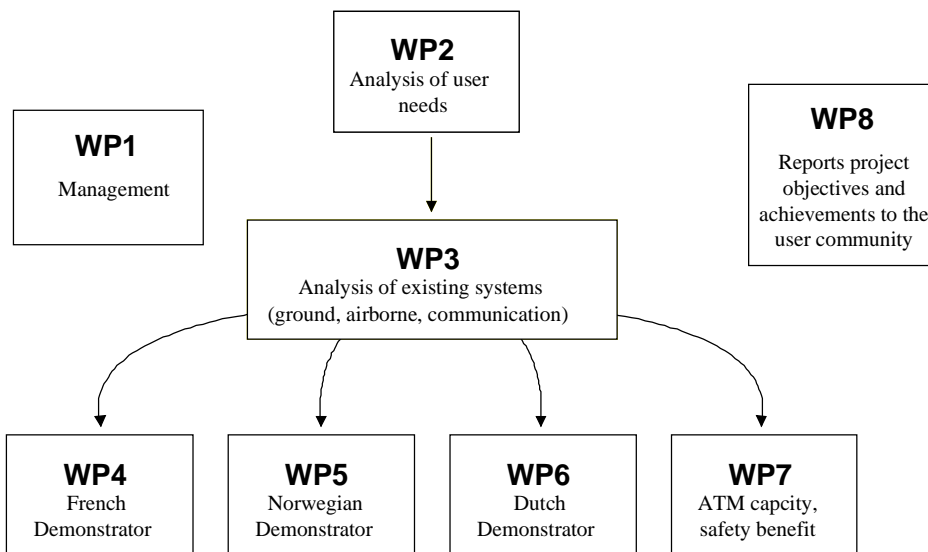 WP2
Analysis of user
needs
WP1
Management
WP8
Reports project
objectives and
achievements to the
user community
WP3
Analysis of existing systems
(ground, airborne, communication)
WP4
French
Demonstrator
WP5
Norwegian
Demonstrator
WP6
Dutch
Demonstrator
WP7
ATM capcity,
safety benefit